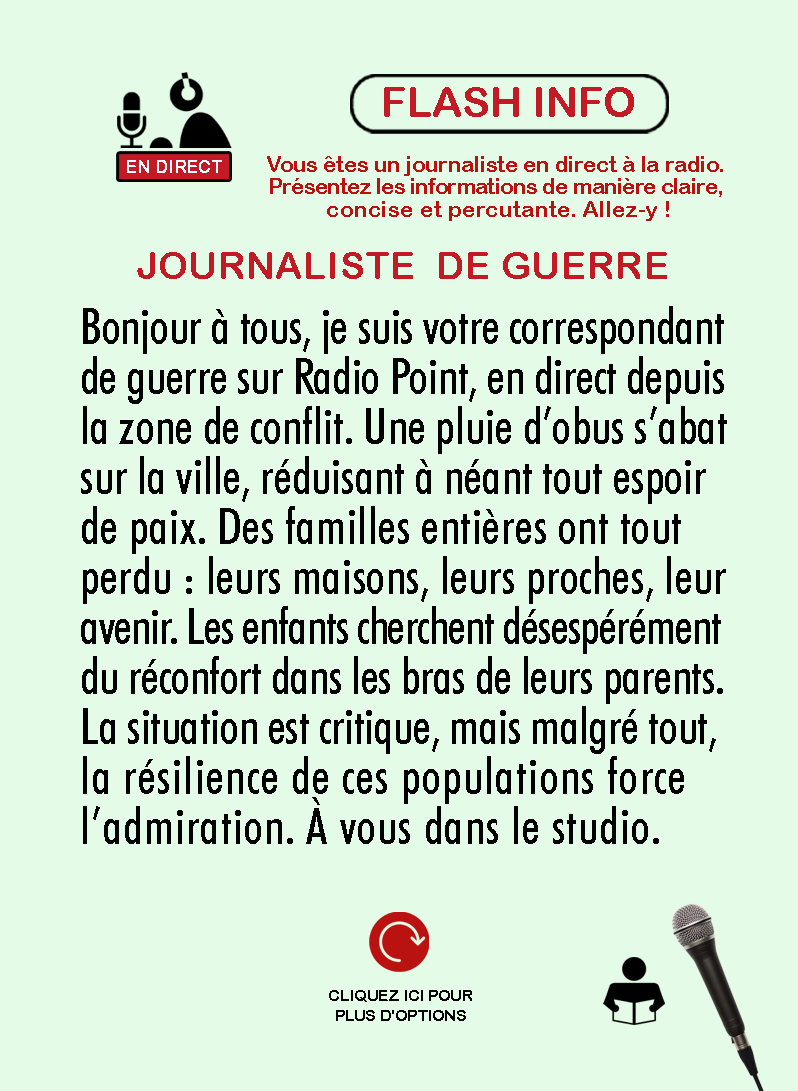 FLASH INFO
EN DIRECT
Vous êtes un journaliste en direct à la radio.
Présentez les informations de manière claire,
concise et percutante. Allez-y !
JOURNALISTE DE GUERRE
Bonjour à tous, je suis votre correspondant
de guerre sur Radio Point, en direct depuis
la zone de conflit. Une pluie d’obus s’abat
sur la ville, réduisant à néant tout espoir
de paix. Des familles entières ont tout
perdu : leurs maisons, leurs proches, leur
avenir. Les enfants cherchent désespérément
du réconfort dans les bras de leurs parents.
La situation est critique, mais malgré tout,
la résilience de ces populations force
l’admiration. À vous dans le studio.
CLIQUEZ ICI POUR
PLUS D'OPTIONS